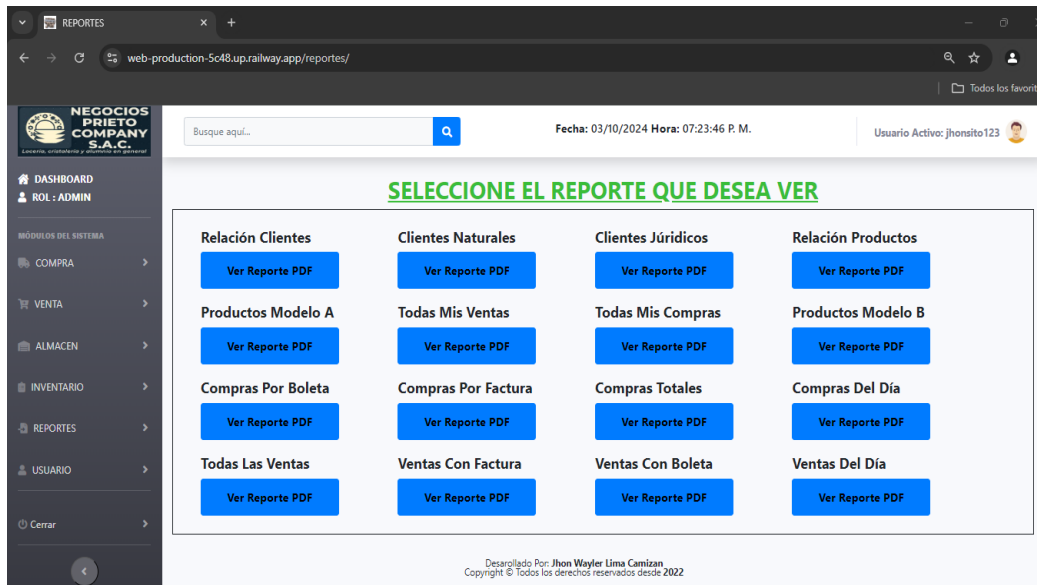 REPORTES
web-production-5c48.up.railway.app/reportes/
Todos los favorit
NEGOCIOS
PRIETO
COMPANY
S.A.C.
Locería, cristalería y aluminio en general
Busque aquí...
Fecha: 03/10/2024 Hora: 07:23:46 P. M.
Usuario Activo: jhonsito123
DASHBOARD
ROL : ADMIN
MÓDULOS DEL SISTEMA
COMPRA
VENTA
ALMACEN
INVENTARIO
REPORTES
USUARIO
Cerrar
SELECCIONE EL REPORTE QUE DESEA VER
Relación Clientes Clientes Naturales Clientes Júridicos Relación Productos
Ver Reporte PDF Ver Reporte PDF Ver Reporte PDF Ver Reporte PDF
Productos Modelo A Todas Mis Ventas Todas Mis Compras Productos Modelo B
Ver Reporte PDF Ver Reporte PDF Ver Reporte PDF Ver Reporte PDF
Compras Por Boleta Compras Por Factura Compras Totales Compras Del Día
Ver Reporte PDF Ver Reporte PDF Ver Reporte PDF Ver Reporte PDF
Todas Las Ventas Ventas Con Factura Ventas Con Boleta Ventas Del Día
Ver Reporte PDF Ver Reporte PDF Ver Reporte PDF Ver Reporte PDF
Desarollado Por: Jhon Wayler Lima Camizan
Copyright © Todos los derechos reservados desde 2022